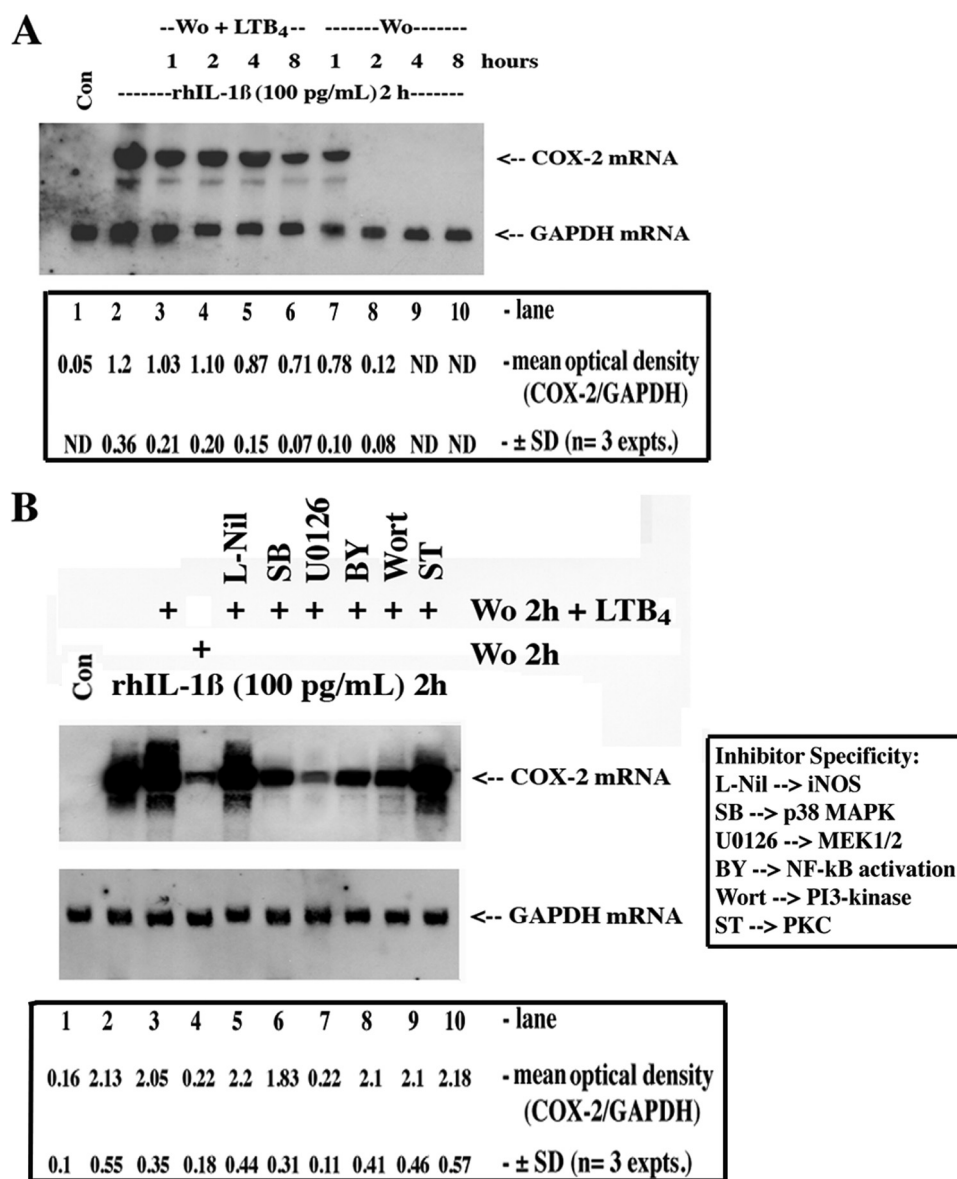 A
--Wo + LTB4-- ------Wo-------
1 2 4 8 1 2 4 8 hours
Con
-------rhIL-1ß (100 pg/mL) 2 h-------
<-- COX-2 mRNA
<-- GAPDH mRNA
1 2 3 4 5 6 7 8 9 10 - lane
0.05 1.2 1.03 1.10 0.87 0.71 0.78 0.12 ND ND - mean optical density
(COX-2/GAPDH)
ND 0.36 0.21 0.20 0.15 0.07 0.10 0.08 ND ND - ± SD (n= 3 expts.)
B
L-Nil SB U0126 BY Wort ST
+ + + + + + + Wo 2h + LTB4
+ Wo 2h
Con
rhIL-1ß (100 pg/mL) 2h
<-- COX-2 mRNA
<-- GAPDH mRNA
Inhibitor Specificity:
L-Nil --> iNOS
SB --> p38 MAPK
U0126 --> MEK1/2
BY --> NF-kB activation
Wort --> PI3-kinase
ST --> PKC
1 2 3 4 5 6 7 8 9 10 - lane
0.16 2.13 2.05 0.22 2.2 1.83 0.22 2.1 2.1 2.18 - mean optical density
(COX-2/GAPDH)
0.1 0.55 0.35 0.18 0.44 0.31 0.11 0.41 0.46 0.57 - ± SD (n= 3 expts.)